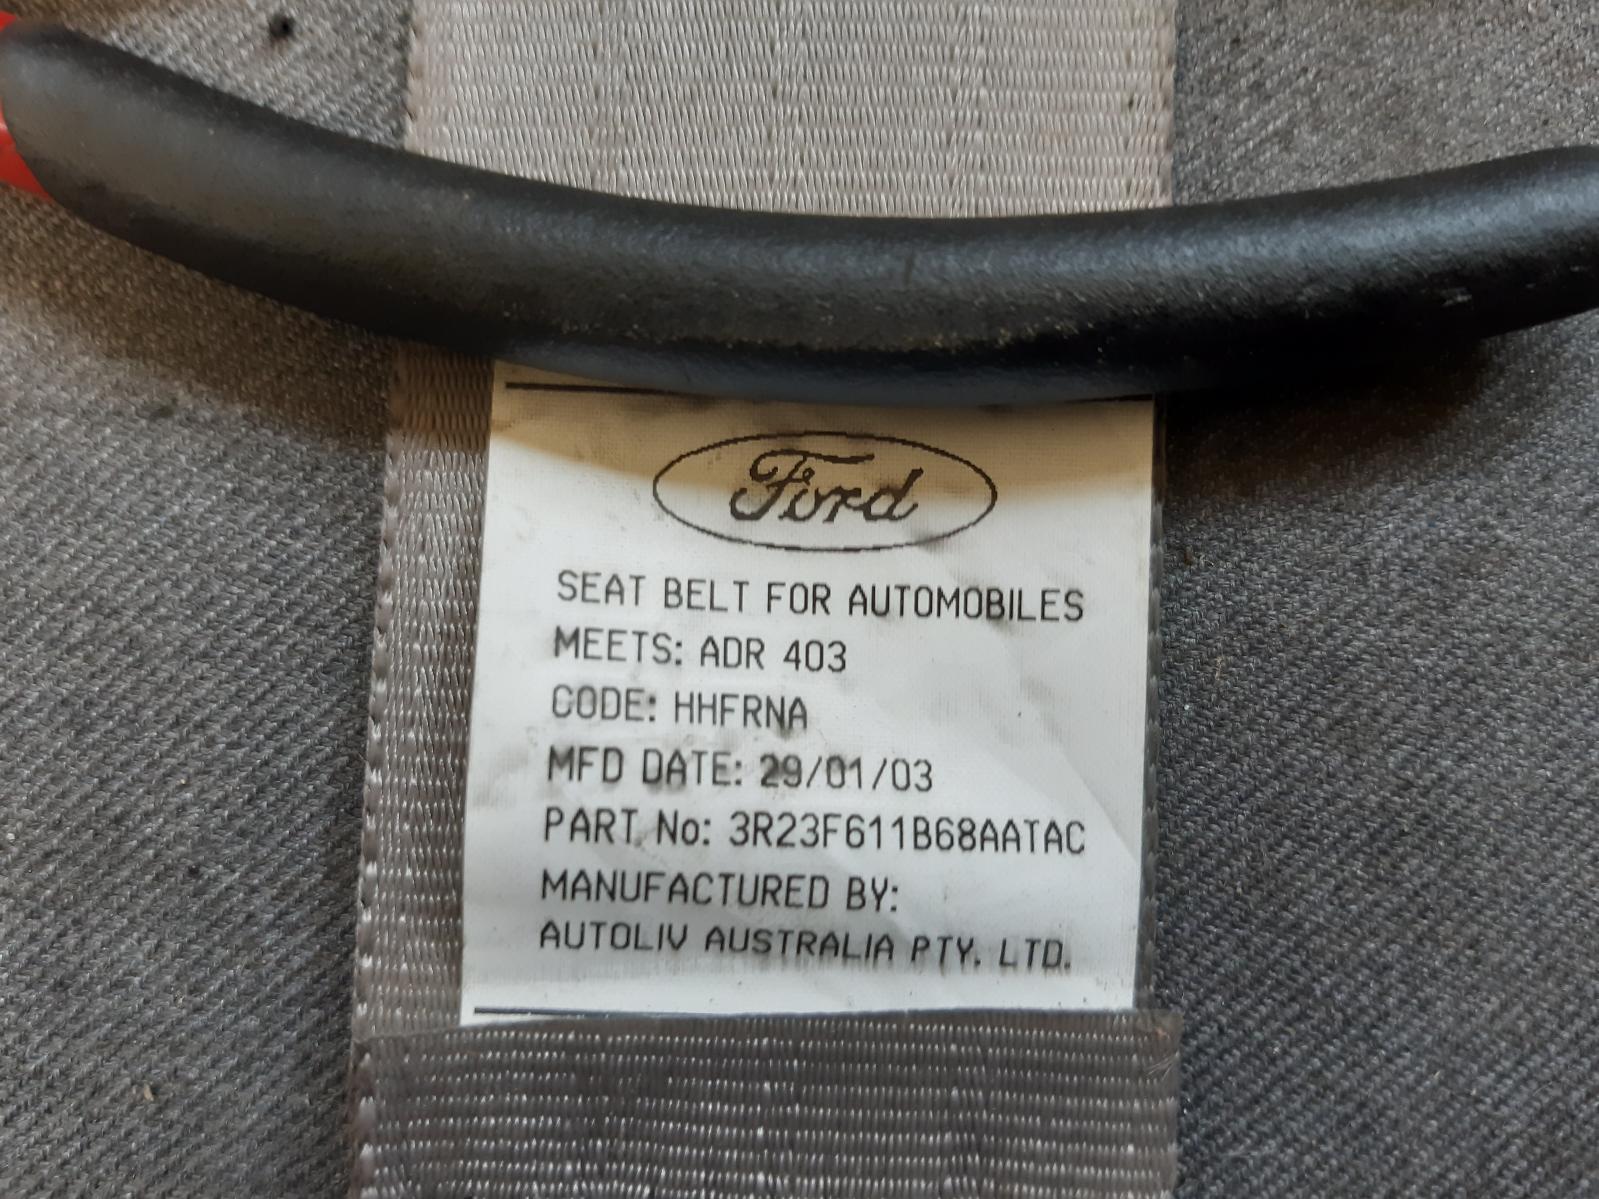 Ford
SEAT BELT FOR AUTOMOBILES
MEETS: ADR 403
CODE: HHFRNA
MFD DATE: 29/01/03
PART No: 3R23F611B68AATAC
MANUFACTURED BY:
AUTOLIV AUSTRALIA PTY. LTD.